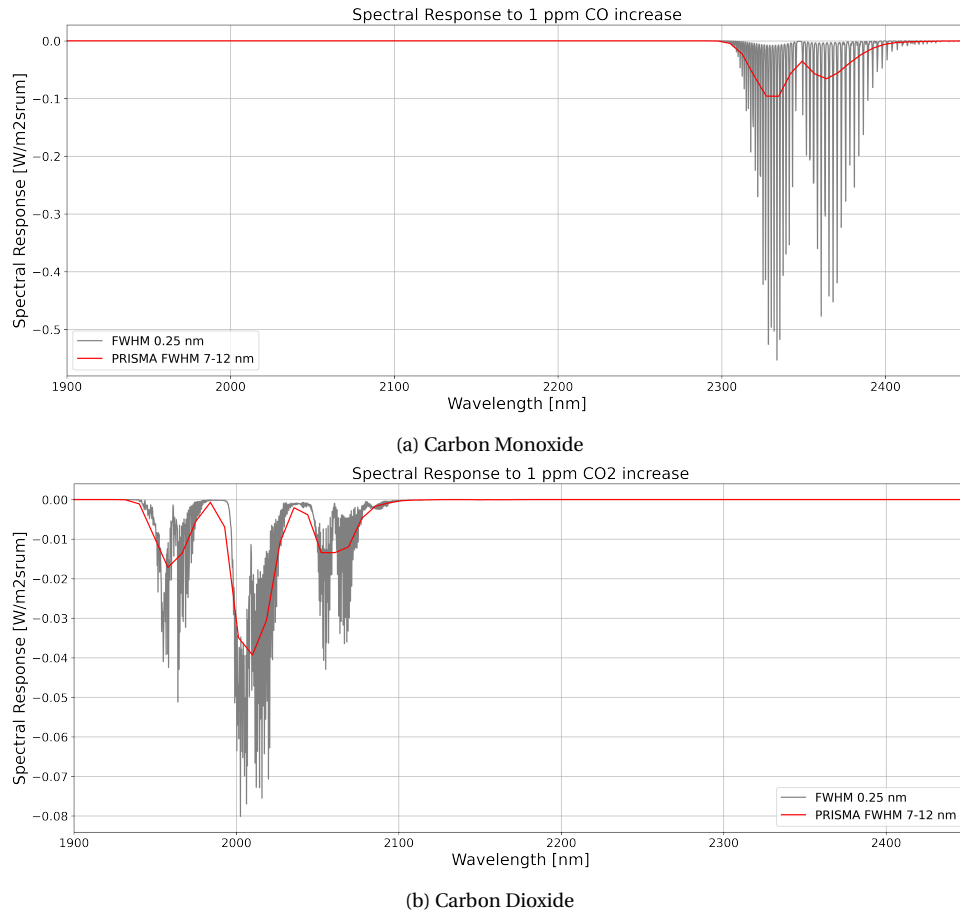 Spectral Response to 1 ppm CO increase
0.0
−0.1
−0.2
−0.3
−0.4
−0.5
Spectral Response [W/m2srum]
FWHM 0.25 nm
PRISMA FWHM 7-12 nm
1900 2000 2100 2200 2300 2400
Wavelength [nm]
(a) Carbon Monoxide
Spectral Response to 1 ppm CO2 increase
0.00
−0.01
−0.02
−0.03
−0.04
−0.05
−0.06
−0.07
−0.08
Spectral Response [W/m2srum]
FWHM 0.25 nm
PRISMA FWHM 7-12 nm
1900 2000 2100 2200 2300 2400
Wavelength [nm]
(b) Carbon Dioxide